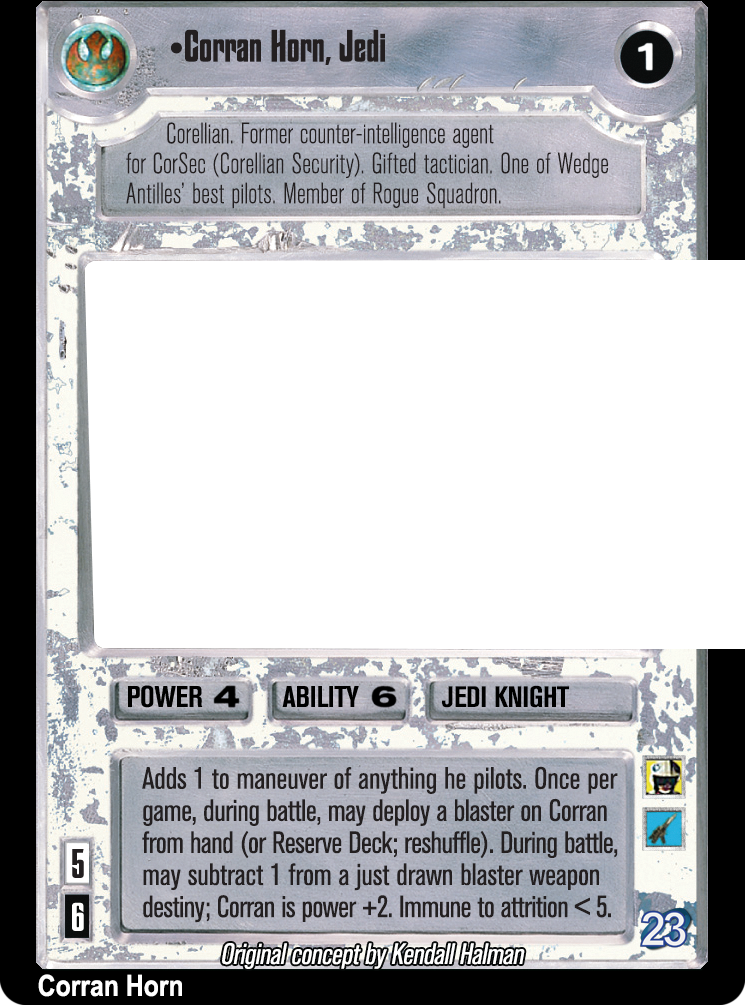 •Corran Horn, Jedi
1
Corellian. Former counter-intelligence agent
for CorSec (Corellian Security). Gifted tactician. One of Wedge
Antilles' best pilots. Member of Rogue Squadron.
POWER 4 ABILITY 6 JEDI KNIGHT
Adds 1 to maneuver of anything he pilots. Once per
game, during battle, may deploy a blaster on Corran
from hand (or Reserve Deck; reshuffle). During battle,
may subtract 1 from a just drawn blaster weapon
destiny; Corran is power +2. Immune to attrition < 5.
5
6
23
Original concept by Kendall Halman
Corran Horn